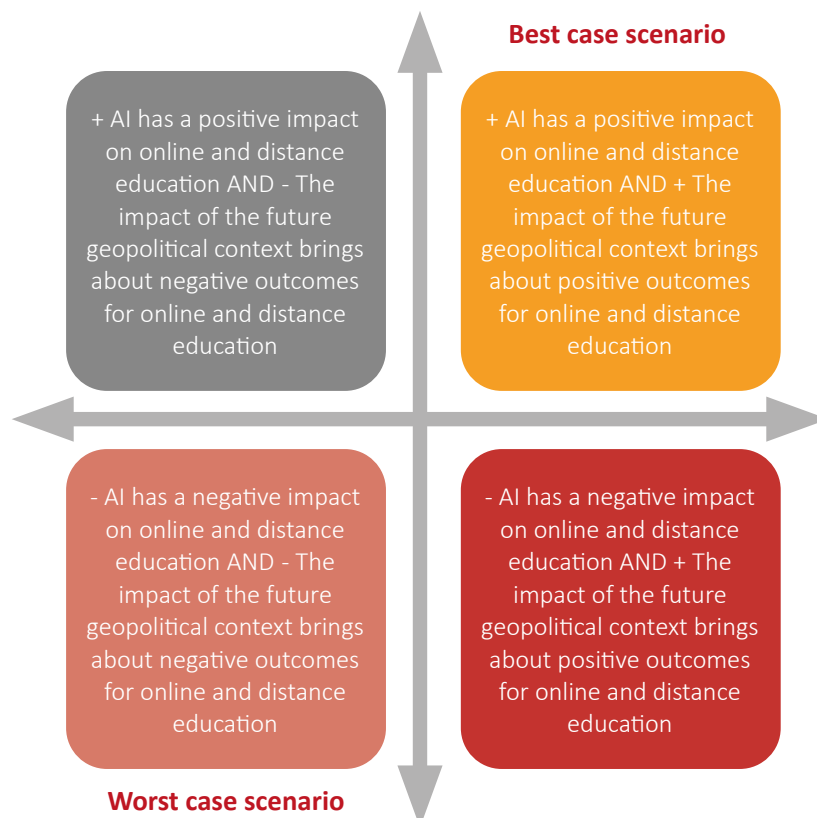 Best case scenario
+ AI has a positive impact
on online and distance
education AND - The
impact of the future
geopolitical context brings
about negative outcomes
for online and distance
education
+ AI has a positive impact
on online and distance
education AND + The
impact of the future
geopolitical context brings
about positive outcomes
for online and distance
education
- AI has a negative impact
on online and distance
education AND - The
impact of the future
geopolitical context brings
about negative outcomes
for online and distance
education
- AI has a negative impact
on online and distance
education AND + The
impact of the future
geopolitical context brings
about positive outcomes
for online and distance
education
Worst case scenario